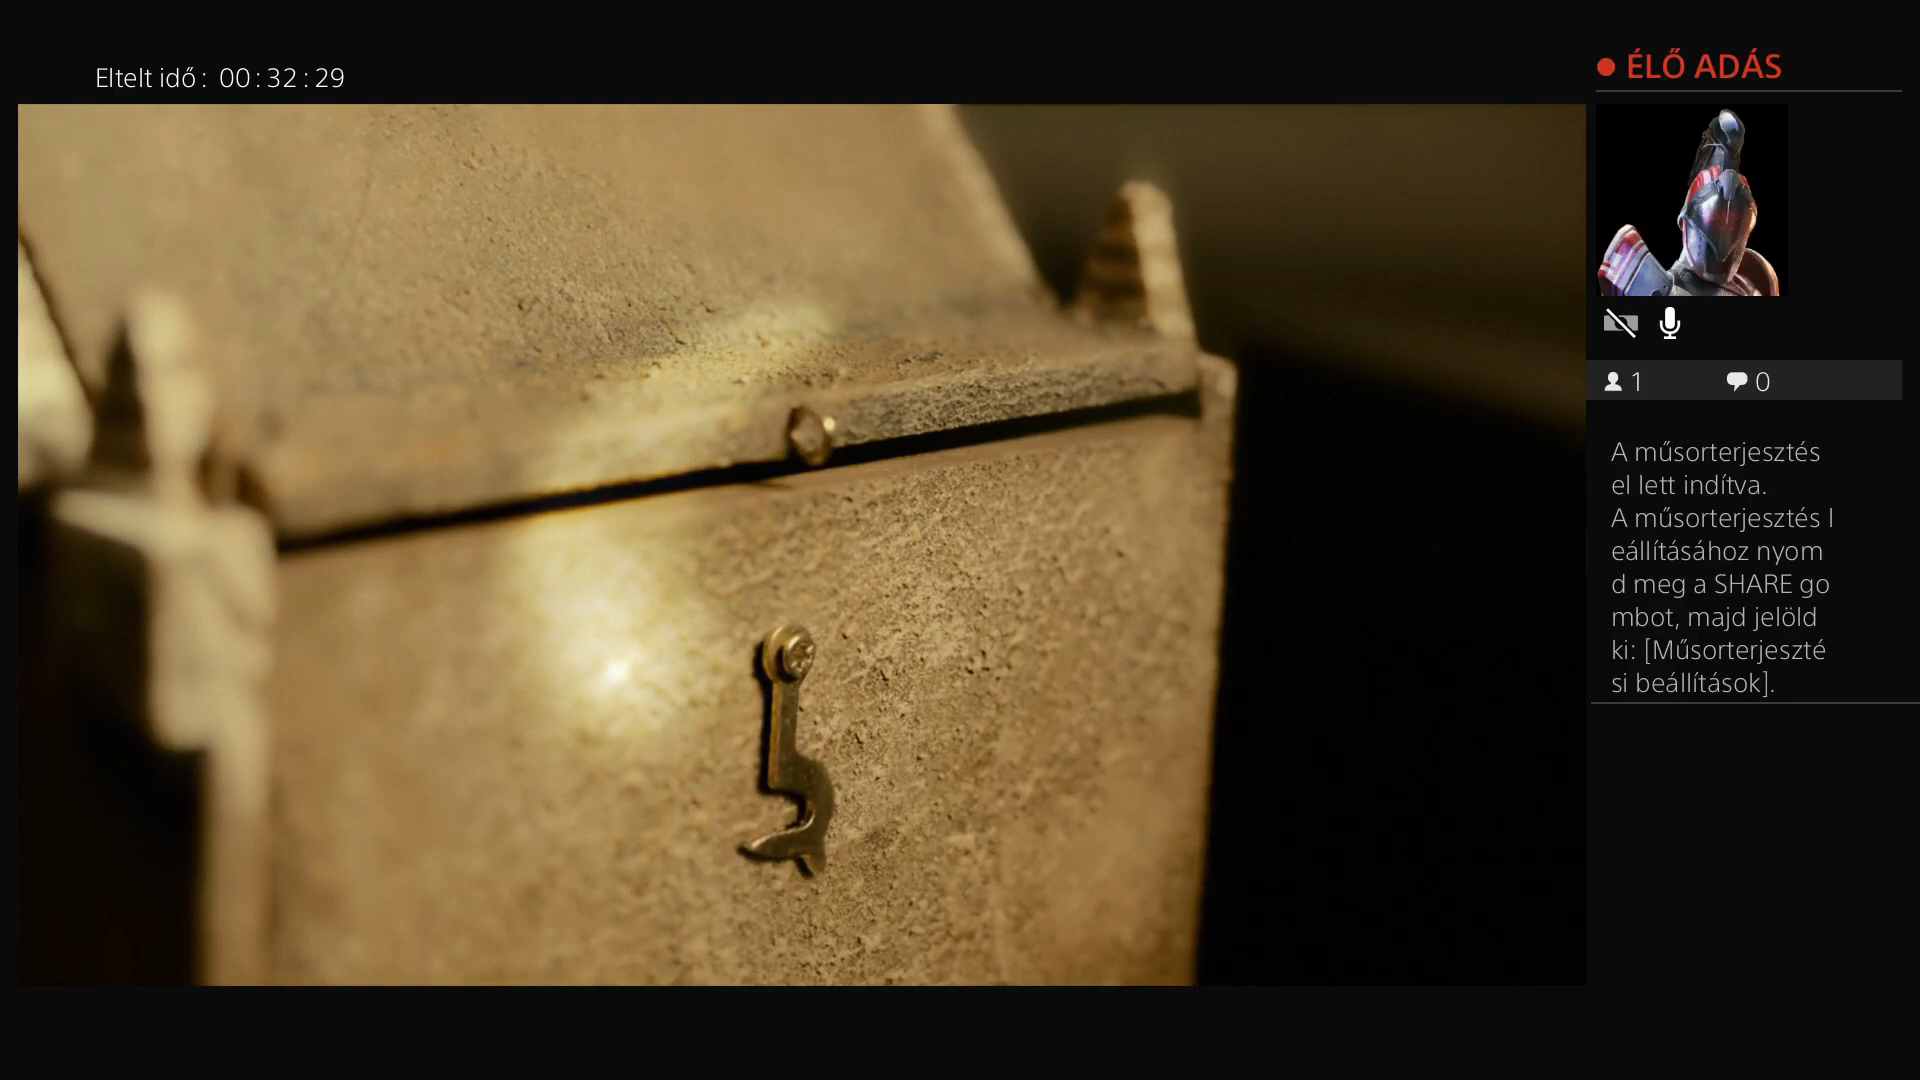 Eltelt idő: 00:32:29
ÉLŐ ADÁS
1
0
A műsorterjesztés
el lett indítva.
A műsorterjesztés l
eállításához nyom
d meg a SHARE go
mbot, majd jelöld
ki: [Műsorterjeszté
si beállítások].